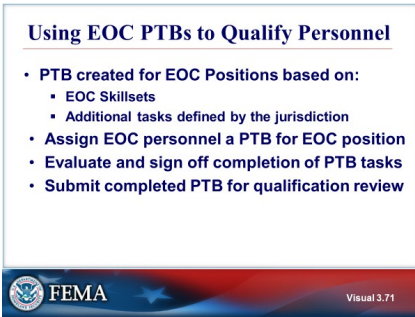 Using EOC PTBs to Qualify Personnel
• PTB created for EOC Positions based on:
▪ EOC Skillsets
▪ Additional tasks defined by the jurisdiction
• Assign EOC personnel a PTB for EOC position
• Evaluate and sign off completion of PTB tasks
• Submit completed PTB for qualification review
FEMA
Visual 3.71